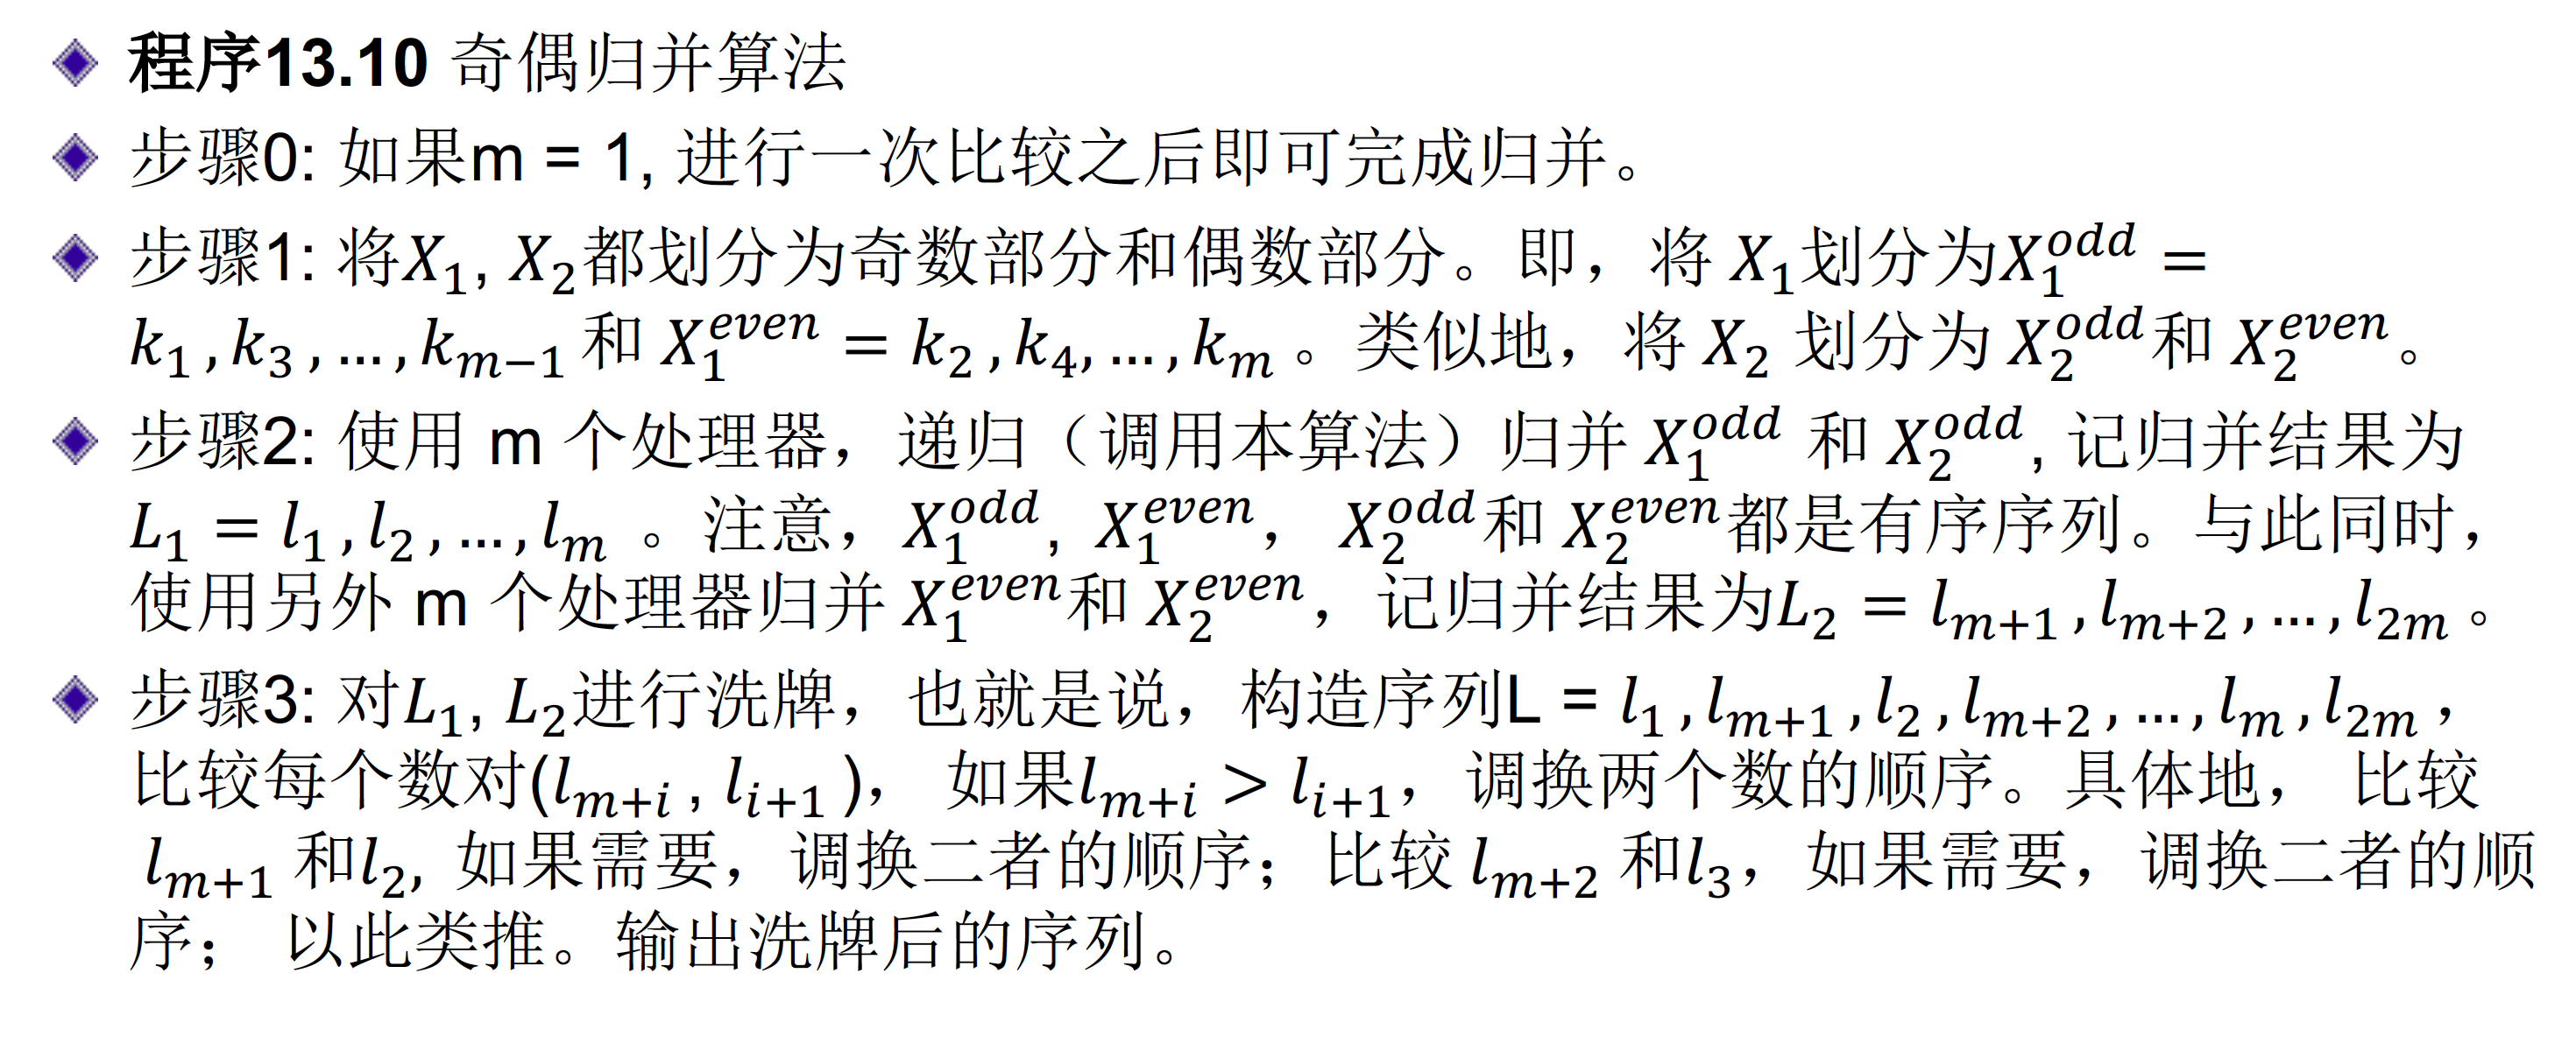 程序13.10 奇偶归并算法
步骤0: 如果m = 1, 进行一次比较之后即可完成归并。
步骤1: 将$X_1$, $X_2$都划分为奇数部分和偶数部分。即，将 $X_1$划分为$X_1^{odd} =$
$k_1, k_3, \dots, k_{m-1}$ 和 $X_1^{even} = k_2, k_4, \dots, k_m$ 。类似地，将 $X_2$ 划分为 $X_2^{odd}$和 $X_2^{even}$。
步骤2: 使用 m 个处理器，递归（调用本算法）归并 $X_1^{odd}$ 和 $X_2^{odd}$, 记归并结果为
$L_1 = l_1, l_2, \dots, l_m$ 。注意，$X_1^{odd}$, $X_1^{even}$， $X_2^{odd}$和 $X_2^{even}$都是有序序列。与此同时，
使用另外 m 个处理器归并 $X_1^{even}$和 $X_2^{even}$，记归并结果为$L_2 = l_{m+1}, l_{m+2}, \dots, l_{2m}$ 。
步骤3: 对$L_1$, $L_2$进行洗牌，也就是说，构造序列L = $l_1, l_{m+1}, l_2, l_{m+2}, \dots, l_m, l_{2m}$，
比较每个数对($l_{m+i}$, $l_{i+1}$)， 如果$l_{m+i} > l_{i+1}$，调换两个数的顺序。具体地， 比较
$l_{m+1}$ 和$l_2$, 如果需要，调换二者的顺序；比较 $l_{m+2}$ 和$l_3$，如果需要，调换二者的顺
序； 以此类推。输出洗牌后的序列。